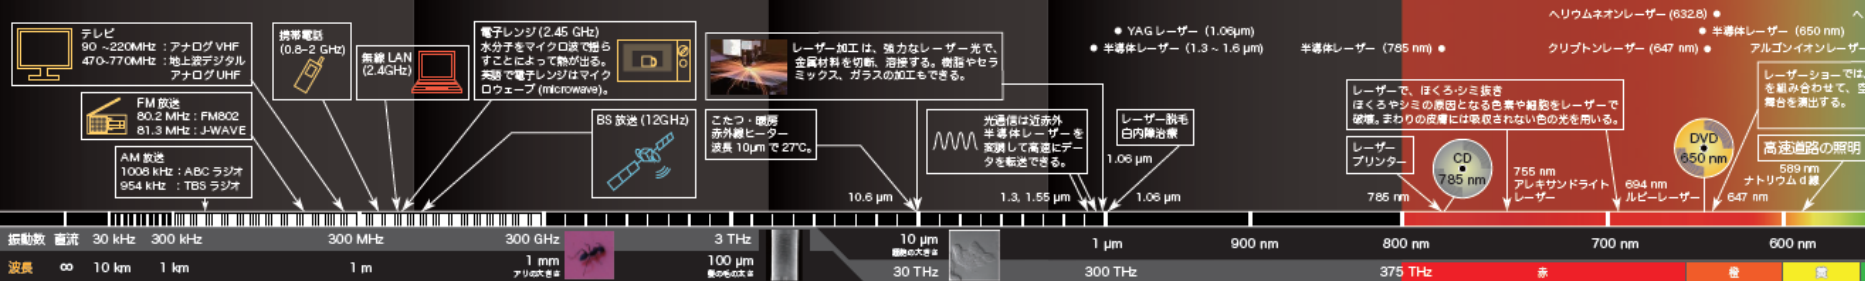 テレビ
90 ~220MHz ：アナログ VHF
470-770MHz ：地上波デジタル
アナログ UHF
FM 放送
80.2 MHz : FM802
81.3 MHz : J-WAVE
AM 放送
1008 kHz : ABC ラジオ
954 kHz : TBS ラジオ
携帯電話
(0.8–2 GHz)
無線 LAN
(2.4GHz)
電子レンジ (2.45 GHz)
水分子をマイクロ波で揺ら
すことによって熱が出る。
英語で電子レンジはマイク
ロウェーブ (microwave)。
BS 放送 (12GHz)
レーザー加工は、強力なレーザー光で、
金属材料を切断、溶接する。樹脂やセラ
ミックス、ガラスの加工もできる。
こたつ・暖房
赤外線ヒーター
波長 10μm で 27℃。
10.6 μm
光通信は近赤外
半導体レーザーを
変調して高速にデー
タを転送できる。
1.3, 1.55 μm
YAG レーザー (1.06μm)
半導体レーザー (1.3 ~ 1.6 μm)
レーザー脱毛
白内障治療
1.06 μm
1.06 μm
半導体レーザー (785 nm)
ヘリウムネオンレーザー (632.8)
半導体レーザー (650 nm)
クリプトンレーザー (647 nm)
アルゴンイオンレーザー
レーザーで、ほくろ・シミ抜き
ほくろやシミの原因となる色素や細胞をレーザーで
破壊。まわりの皮膚には吸収されない色の光を用いる。
レーザー
プリンター
CD
785 nm
785 nm
755 nm
アレキサンドライト
レーザー
694 nm
ルビーレーザー
DVD
650 nm
647 nm
レーザーショーでは、
を組み合わせて、空
舞台を演出する。
高速道路の照明
589 nm
ナトリウム d 線
振動数 直流 30 kHz 300 kHz 300 MHz 300 GHz 3 THz
波長 ∞ 10 km 1 km 1 m 1 mm 100 μm
アリの大きさ
髪の毛の太さ
10 μm 1 μm 900 nm 800 nm 700 nm 600 nm
細胞の大きさ
30 THz 300 THz 375 THz 赤 橙 黄